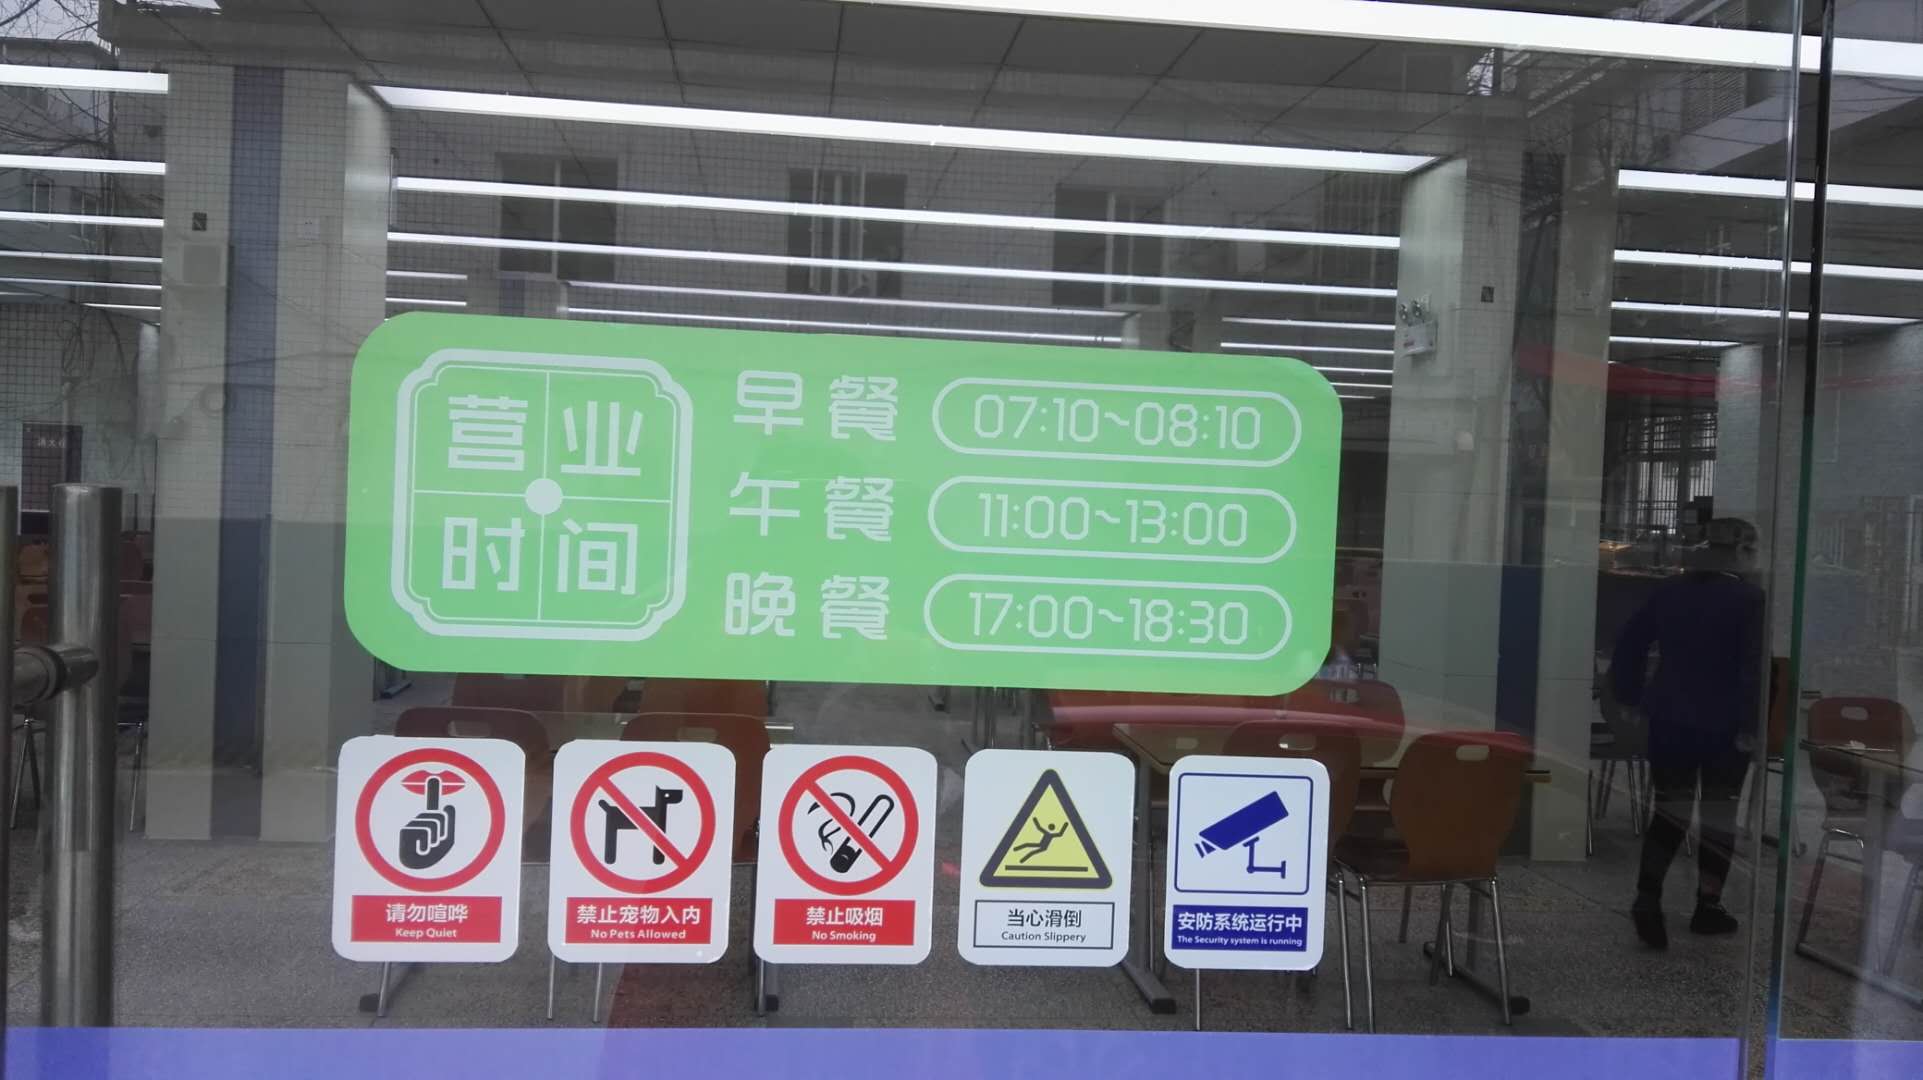 营业
时间
早餐 07:10~08:10
午餐 11:00~13:00
晚餐 17:00~18:30
请勿喧哗
Keep Quiet
禁止宠物入内
No Pets Allowed
禁止吸烟
No Smoking
当心滑倒
Caution Slippery
安防系统运行中
The Security system is running